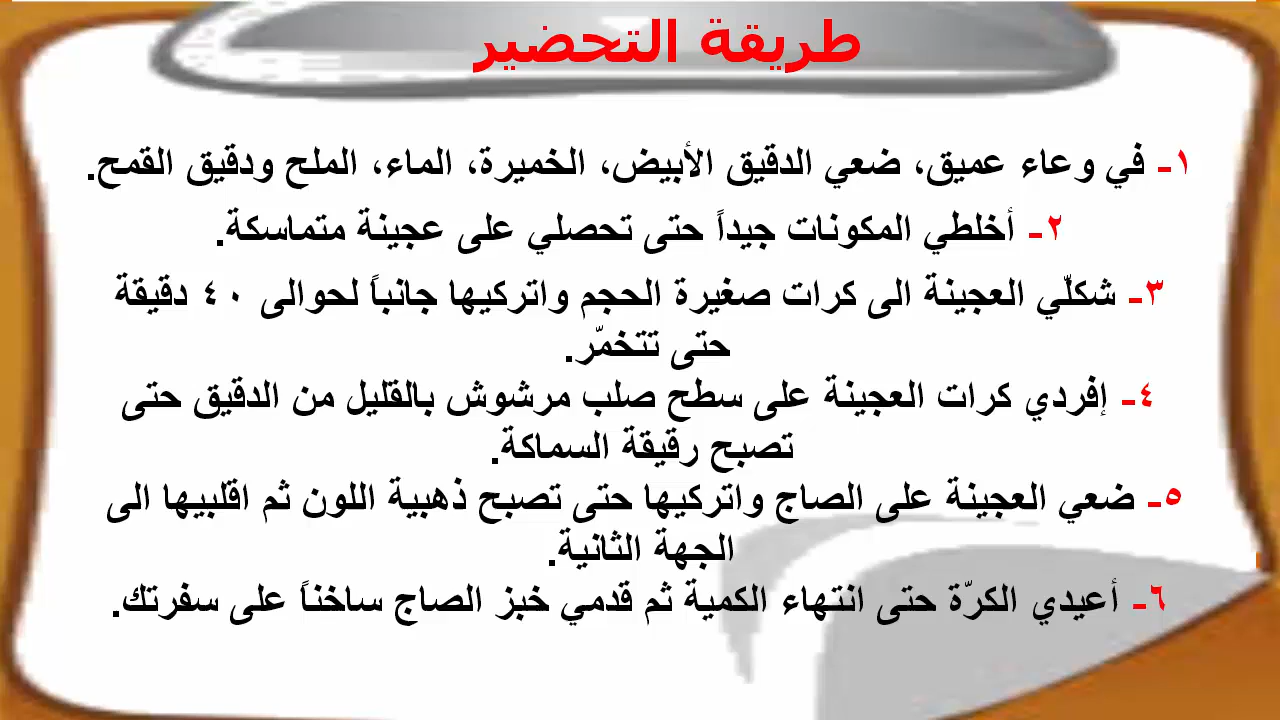 طريقة التحضير
١- في وعاء عميق، ضعي الدقيق الأبيض، الخميرة، الماء، الملح ودقيق القمح.
٢- أخلطي المكونات جيداً حتى تحصلي على عجينة متماسكة.
٣- شكلّي العجينة الى كرات صغيرة الحجم واتركيها جانباً لحوالى ٤٠ دقيقة
حتى تتخمّر.
٤- إفردي كرات العجينة على سطح صلب مرشوش بالقليل من الدقيق حتى
تصبح رقيقة السماكة.
٥- ضعي العجينة على الصاج واتركيها حتى تصبح ذهبية اللون ثم اقلبيها الى
الجهة الثانية.
٦- أعيدي الكرّة حتى انتهاء الكمية ثم قدمي خبز الصاج ساخناً على سفرتك.